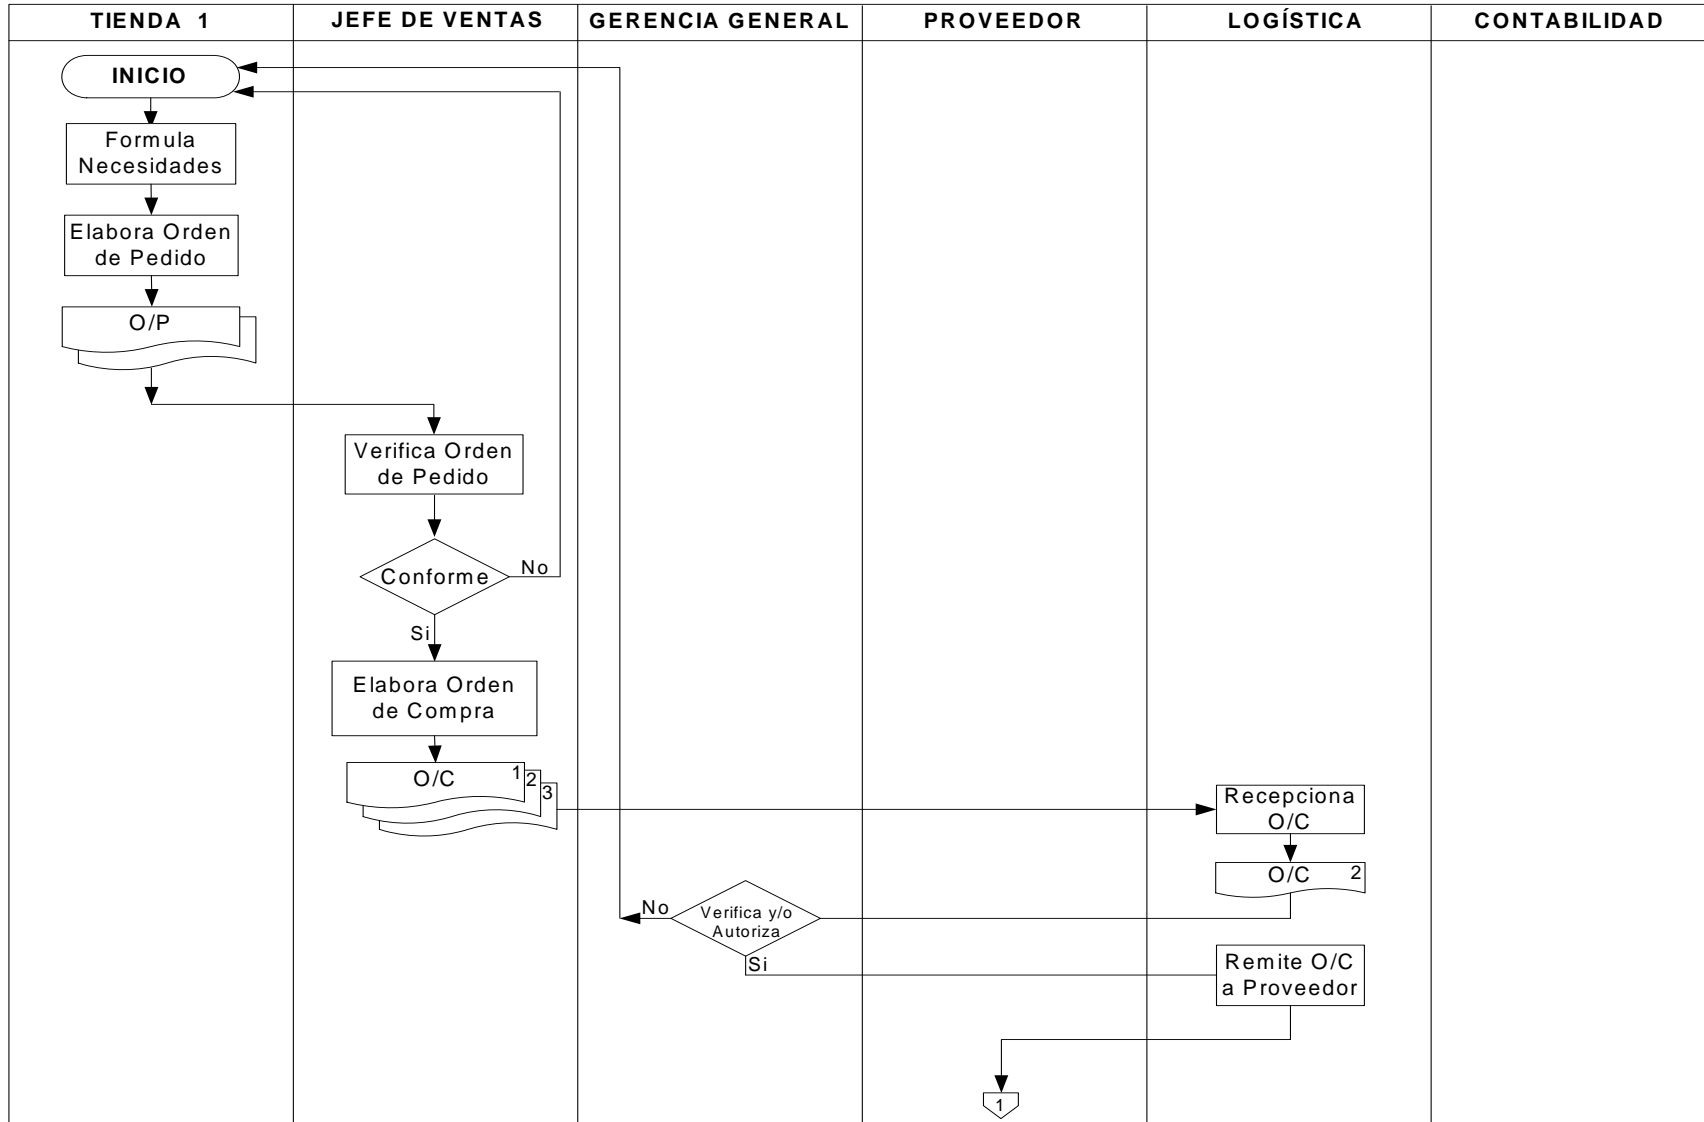 TIENDA 1
JEFE DE VENTAS
GERENCIA GENERAL
PROVEEDOR
LOGÍSTICA
CONTABILIDAD
INICIO
Formula
Necesidades
Elabora Orden
de Pedido
O/P
Verifica Orden
de Pedido
Conforme
No
Si
Elabora Orden
de Compra
O/C
1
2
3
Recepciona
O/C
O/C 2
No
Verifica y/o
Autoriza
Si
Remite O/C
a Proveedor
1